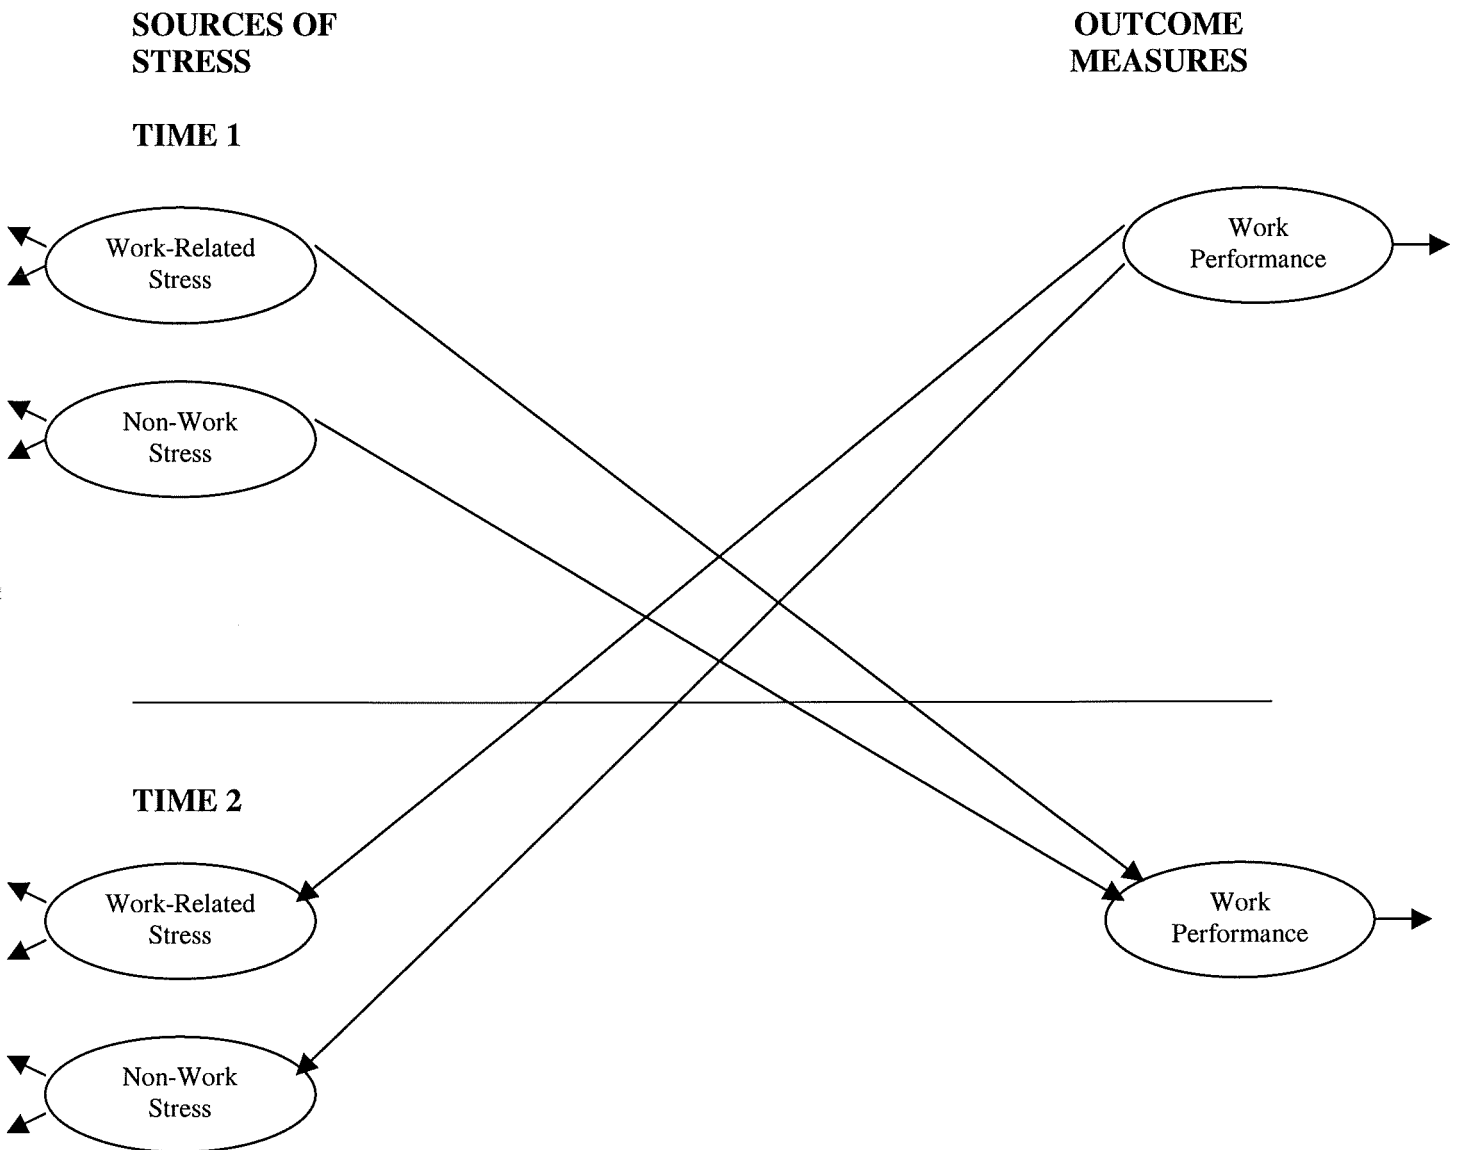 SOURCES OF
STRESS
OUTCOME
MEASURES
TIME 1
Work-Related
Stress
Work
Performance
Non-Work
Stress
TIME 2
Work-Related
Stress
Work
Performance
Non-Work
Stress